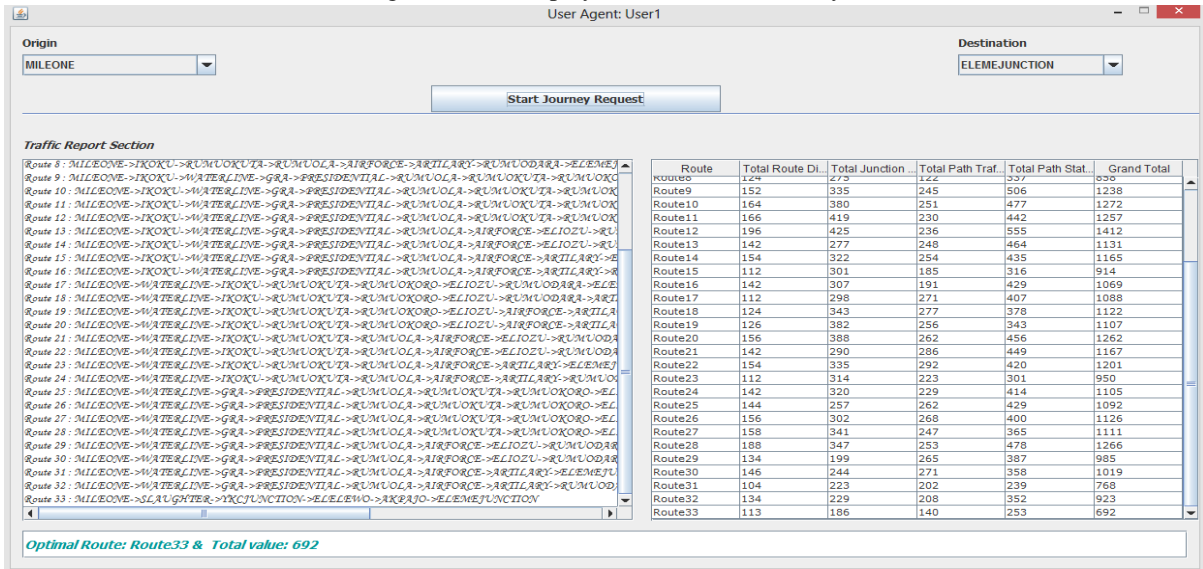 User Agent: User1
Origin
Destination
MILEONE
ELEMEJUNCTION
Start Journey Request
Traffic Report Section
Route 8 : MILEONE->IKOKU->RUMUOKUTA->RUMUOLA->AIRFORCE->ARTILARY->RUMUODARA->ELEMEJ
Route 9 : MILEONE->IKOKU->WATERLINE->GRA->PRESIDENTIAL->RUMUOLA->RUMUOKUTA->RUMUOKO
Route 10 : MILEONE->IKOKU->WATERLINE->GRA->PRESIDENTIAL->RUMUOLA->RUMUOKUTA->RUMUOK
Route 11 : MILEONE->IKOKU->WATERLINE->GRA->PRESIDENTIAL->RUMUOLA->RUMUOKUTA->RUMUOK
Route 12 : MILEONE->IKOKU->WATERLINE->GRA->PRESIDENTIAL->RUMUOLA->RUMUOKUTA->RUMUOK
Route 13 : MILEONE->IKOKU->WATERLINE->GRA->PRESIDENTIAL->RUMUOLA->AIRFORCE->ELIOZU->RU
Route 14 : MILEONE->IKOKU->WATERLINE->GRA->PRESIDENTIAL->RUMUOLA->AIRFORCE->ELIOZU->RU
Route 15 : MILEONE->IKOKU->WATERLINE->GRA->PRESIDENTIAL->RUMUOLA->AIRFORCE->ARTILARY->E
Route 16 : MILEONE->IKOKU->WATERLINE->GRA->PRESIDENTIAL->RUMUOLA->AIRFORCE->ARTILARY->R
Route 17 : MILEONE->WATERLINE->IKOKU->RUMUOKUTA->RUMUOKORO->ELIOZU->RUMUODARA->ELE
Route 18 : MILEONE->WATERLINE->IKOKU->RUMUOKUTA->RUMUOKORO->ELIOZU->RUMUODARA->ART
Route 19 : MILEONE->WATERLINE->IKOKU->RUMUOKUTA->RUMUOKORO->ELIOZU->AIRFORCE->ARTILA
Route 20 : MILEONE->WATERLINE->IKOKU->RUMUOKUTA->RUMUOKORO->ELIOZU->AIRFORCE->ARTILA
Route 21 : MILEONE->WATERLINE->IKOKU->RUMUOKUTA->RUMUOLA->AIRFORCE->ELIOZU->RUMUODA
Route 22 : MILEONE->WATERLINE->IKOKU->RUMUOKUTA->RUMUOLA->AIRFORCE->ELIOZU->RUMUODA
Route 23 : MILEONE->WATERLINE->IKOKU->RUMUOKUTA->RUMUOLA->AIRFORCE->ARTILARY->ELEMEJ
Route 24 : MILEONE->WATERLINE->IKOKU->RUMUOKUTA->RUMUOLA->AIRFORCE->ARTILARY->RUMUO
Route 25 : MILEONE->WATERLINE->GRA->PRESIDENTIAL->RUMUOLA->RUMUOKUTA->RUMUOKORO->EL
Route 26 : MILEONE->WATERLINE->GRA->PRESIDENTIAL->RUMUOLA->RUMUOKUTA->RUMUOKORO->EL
Route 27 : MILEONE->WATERLINE->GRA->PRESIDENTIAL->RUMUOLA->RUMUOKUTA->RUMUOKORO->EL
Route 28 : MILEONE->WATERLINE->GRA->PRESIDENTIAL->RUMUOLA->RUMUOKUTA->RUMUOKORO->EL
Route 29 : MILEONE->WATERLINE->GRA->PRESIDENTIAL->RUMUOLA->AIRFORCE->ELIOZU->RUMUODAR
Route 30 : MILEONE->WATERLINE->GRA->PRESIDENTIAL->RUMUOLA->AIRFORCE->ELIOZU->RUMUODAR
Route 31 : MILEONE->WATERLINE->GRA->PRESIDENTIAL->RUMUOLA->AIRFORCE->ARTILARY->ELEMEJU
Route 32 : MILEONE->WATERLINE->GRA->PRESIDENTIAL->RUMUOLA->AIRFORCE->ARTILARY->RUMUOD
Route 33 : MILEONE->SLAUGHTER->YKCJUNCTION->ELELEWO->AKPAJO->ELEMEJUNCTION
Route Total Route Di... Total Junction ... Total Path Traf... Total Path Stat... Grand Total
Route8 124 275 122 337 858
Route9 152 335 245 506 1238
Route10 164 380 251 477 1272
Route11 166 419 230 442 1257
Route12 196 425 236 555 1412
Route13 142 277 248 464 1131
Route14 154 322 254 435 1165
Route15 112 301 185 316 914
Route16 142 307 191 429 1069
Route17 112 298 271 407 1088
Route18 124 343 277 378 1122
Route19 126 382 256 343 1107
Route20 156 388 262 456 1262
Route21 142 290 286 449 1167
Route22 154 335 292 420 1201
Route23 112 314 223 301 950
Route24 142 320 229 414 1105
Route25 144 257 262 429 1092
Route26 156 302 268 400 1126
Route27 158 341 247 365 1111
Route28 188 347 253 478 1266
Route29 134 199 265 387 985
Route30 146 244 271 358 1019
Route31 104 223 202 239 768
Route32 134 229 208 352 923
Route33 113 186 140 253 692
Optimal Route: Route33 & Total value: 692